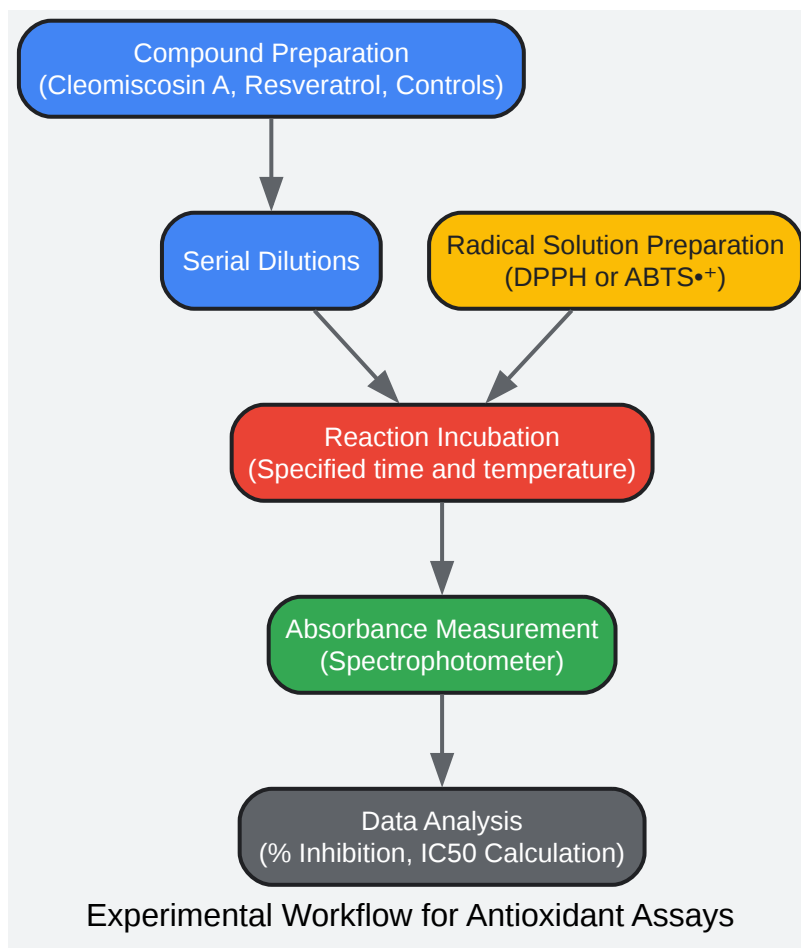 Compound Preparation
(Cleomiscosin A, Resveratrol, Controls)
Serial Dilutions
Radical Solution Preparation
(DPPH or ABTS•⁺)
Reaction Incubation
(Specified time and temperature)
Absorbance Measurement
(Spectrophotometer)
Data Analysis
(% Inhibition, IC50 Calculation)
Experimental Workflow for Antioxidant Assays